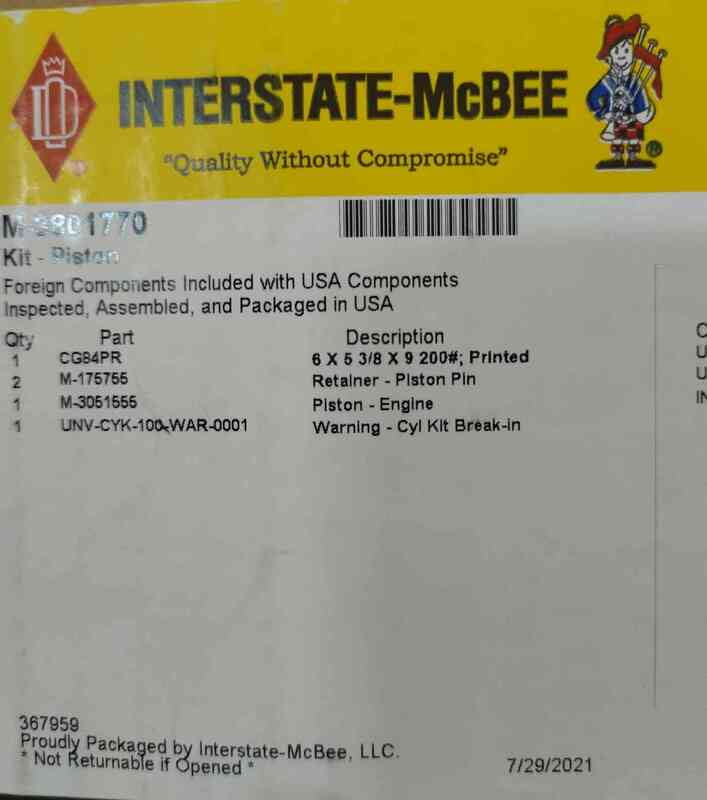 INTERSTATE-McBEE
"Quality Without Compromise"
®
M-3801770
Kit - Piston
Foreign Components Included with USA Components
Inspected, Assembled, and Packaged in USA
Qty Part Description
1 CG84PR 6 X 5 3/8 X 9 200#; Printed
2 M-175755 Retainer - Piston Pin
1 M-3051555 Piston - Engine
1 UNV-CYK-100-WAR-0001 Warning - Cyl Kit Break-in
367959
Proudly Packaged by Interstate-McBee, LLC.
* Not Returnable if Opened *
7/29/2021